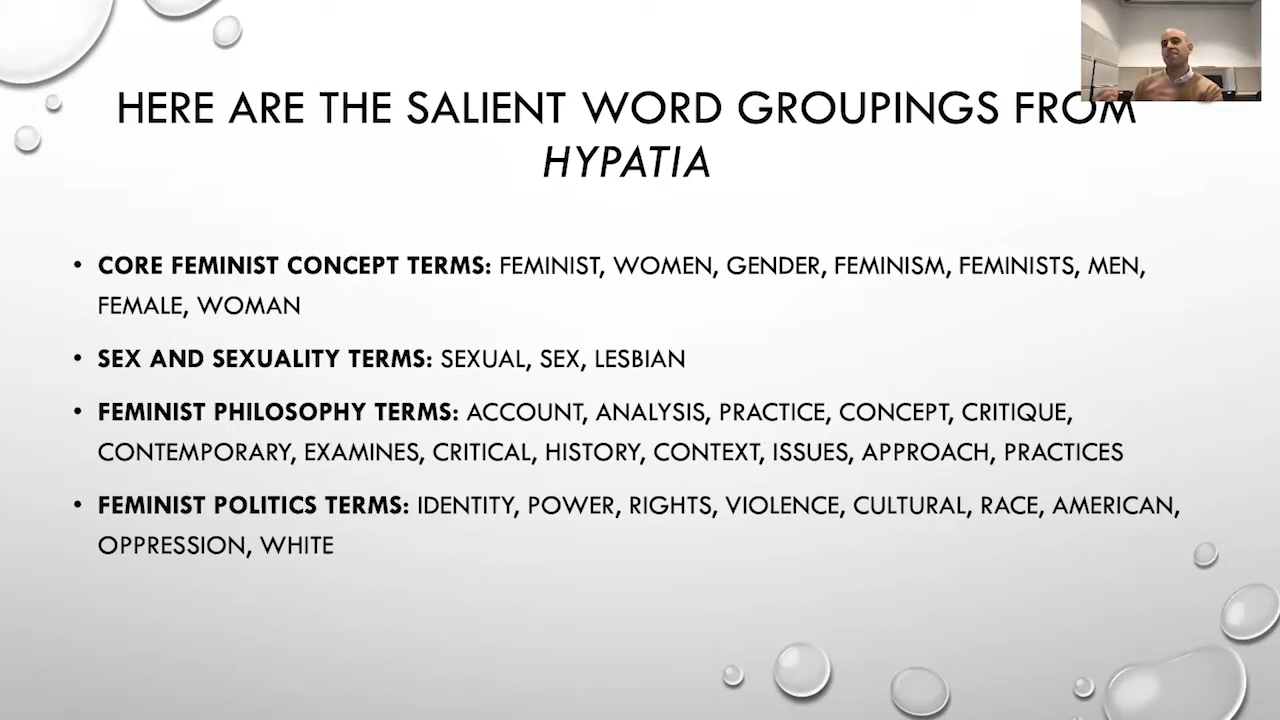 HERE ARE THE SALIENT WORD GROUPINGS FROM
HYPATIA
• CORE FEMINIST CONCEPT TERMS: FEMINIST, WOMEN, GENDER, FEMINISM, FEMINISTS, MEN,
FEMALE, WOMAN
• SEX AND SEXUALITY TERMS: SEXUAL, SEX, LESBIAN
• FEMINIST PHILOSOPHY TERMS: ACCOUNT, ANALYSIS, PRACTICE, CONCEPT, CRITIQUE,
CONTEMPORARY, EXAMINES, CRITICAL, HISTORY, CONTEXT, ISSUES, APPROACH, PRACTICES
• FEMINIST POLITICS TERMS: IDENTITY, POWER, RIGHTS, VIOLENCE, CULTURAL, RACE, AMERICAN,
OPPRESSION, WHITE